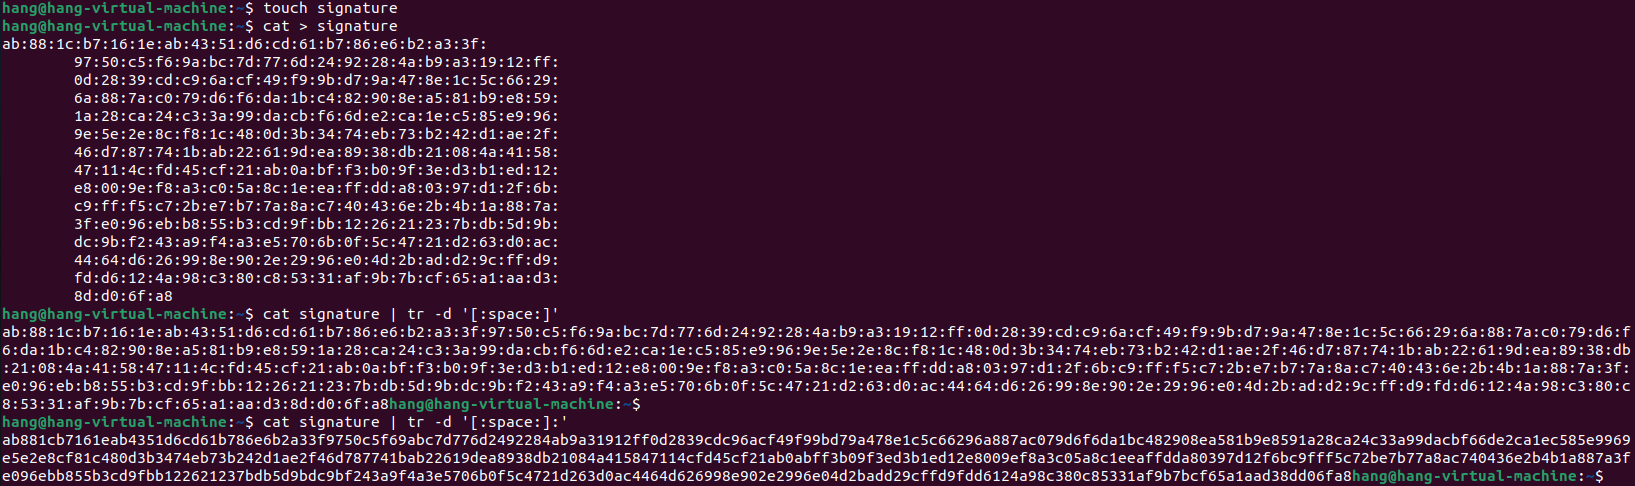 hang@hang-virtual-machine:~$ touch signature
hang@hang-virtual-machine:~$ cat > signature
ab:88:1c:b7:16:1e:ab:43:51:d6:cd:61:b7:86:e6:b2:a3:3f:
97:50:c5:f6:9a:bc:7d:77:6d:24:92:28:4a:b9:a3:19:12:ff:
0d:28:39:cd:c9:6a:cf:49:f9:9b:d7:9a:47:8e:1c:5c:66:29:
6a:88:7a:c0:79:d6:f6:da:1b:c4:82:90:8e:a5:81:b9:e8:59:
1a:28:ca:24:c3:3a:99:da:cb:f6:6d:e2:ca:1e:c5:85:e9:96:
9e:5e:2e:8c:f8:1c:48:0d:3b:34:74:eb:73:b2:42:d1:ae:2f:
46:d7:87:74:1b:ab:22:61:9d:ea:89:38:db:21:08:4a:41:58:
47:11:4c:fd:45:cf:21:ab:0a:bf:f3:b0:9f:3e:d3:b1:ed:12:
e8:00:9e:f8:a3:c0:5a:8c:1e:ea:ff:dd:a8:03:97:d1:2f:6b:
c9:ff:f5:c7:2b:e7:b7:7a:8a:c7:40:43:6e:2b:4b:1a:88:7a:
3f:e0:96:eb:b8:55:b3:cd:9f:bb:12:26:21:23:7b:db:5d:9b:
dc:9b:f2:43:a9:f4:a3:e5:70:6b:0f:5c:47:21:d2:63:d0:ac:
44:64:d6:26:99:8e:90:2e:29:96:e0:4d:2b:ad:d2:9c:ff:d9:
fd:d6:12:4a:98:c3:80:c8:53:31:af:9b:7b:cf:65:a1:aa:d3:
8d:d0:6f:a8
hang@hang-virtual-machine:~$ cat signature | tr -d '[:space:]'
ab:88:1c:b7:16:1e:ab:43:51:d6:cd:61:b7:86:e6:b2:a3:3f:97:50:c5:f6:9a:bc:7d:77:6d:24:92:28:4a:b9:a3:19:12:ff:0d:28:39:cd:c9:6a:cf:49:f9:9b:d7:9a:47:8e:1c:5c:66:29:6a:88:7a:c0:79:d6:f
6:da:1b:c4:82:90:8e:a5:81:b9:e8:59:1a:28:ca:24:c3:3a:99:da:cb:f6:6d:e2:ca:1e:c5:85:e9:96:9e:5e:2e:8c:f8:1c:48:0d:3b:34:74:eb:73:b2:42:d1:ae:2f:46:d7:87:74:1b:ab:22:61:9d:ea:89:38:db
:21:08:4a:41:58:47:11:4c:fd:45:cf:21:ab:0a:bf:f3:b0:9f:3e:d3:b1:ed:12:e8:00:9e:f8:a3:c0:5a:8c:1e:ea:ff:dd:a8:03:97:d1:2f:6b:c9:ff:f5:c7:2b:e7:b7:7a:8a:c7:40:43:6e:2b:4b:1a:88:7a:3f:
e0:96:eb:b8:55:b3:cd:9f:bb:12:26:21:23:7b:db:5d:9b:dc:9b:f2:43:a9:f4:a3:e5:70:6b:0f:5c:47:21:d2:63:d0:ac:44:64:d6:26:99:8e:90:2e:29:96:e0:4d:2b:ad:d2:9c:ff:d9:fd:d6:12:4a:98:c3:80:c
8:53:31:af:9b:7b:cf:65:a1:aa:d3:8d:d0:6f:a8hang@hang-virtual-machine:~$
hang@hang-virtual-machine:~$ cat signature | tr -d '[:space:]:'
ab881cb7161eab4351d6cd61b786e6b2a33f9750c5f69abc7d776d2492284ab9a31912ff0d2839cdc96acf49f99bd79a478e1c5c66296a887ac079d6f6da1bc482908ea581b9e8591a28ca24c33a99dacbf66de2ca1ec585e9969
e5e2e8cf81c480d3b3474eb73b242d1ae2f46d787741bab22619dea8938db21084a415847114cfd45cf21ab0abff3b09f3ed3b1ed12e8009ef8a3c05a8c1eeaffdda80397d12f6bc9fff5c72be7b77a8ac740436e2b4b1a887a3f
e096ebb855b3cd9fbb122621237bdb5d9bdc9bf243a9f4a3e5706b0f5c4721d263d0ac4464d626998e902e2996e04d2badd29cffd9fdd6124a98c380c85331af9b7bcf65a1aad38dd06fa8hang@hang-virtual-machine:~$